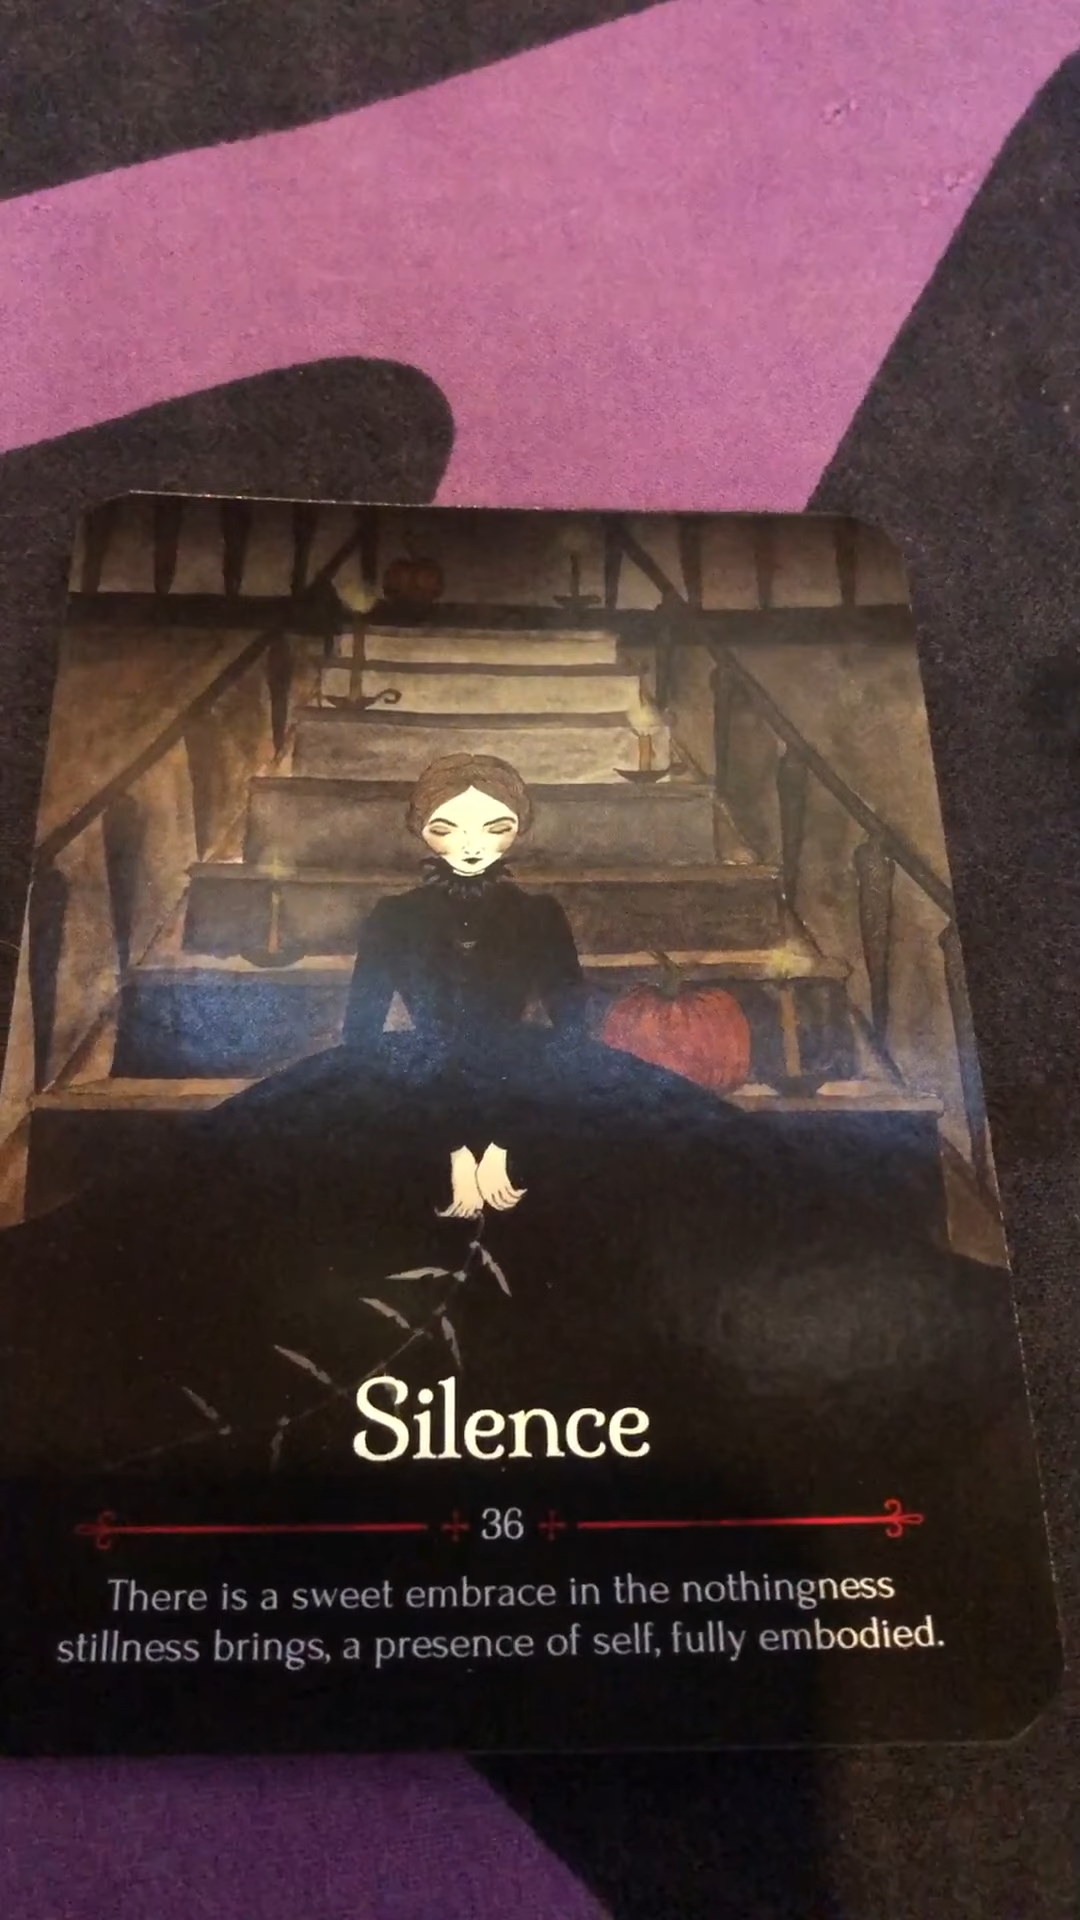 Silence
36
There is a sweet embrace in the nothingness
stillness brings, a presence of self, fully embodied.